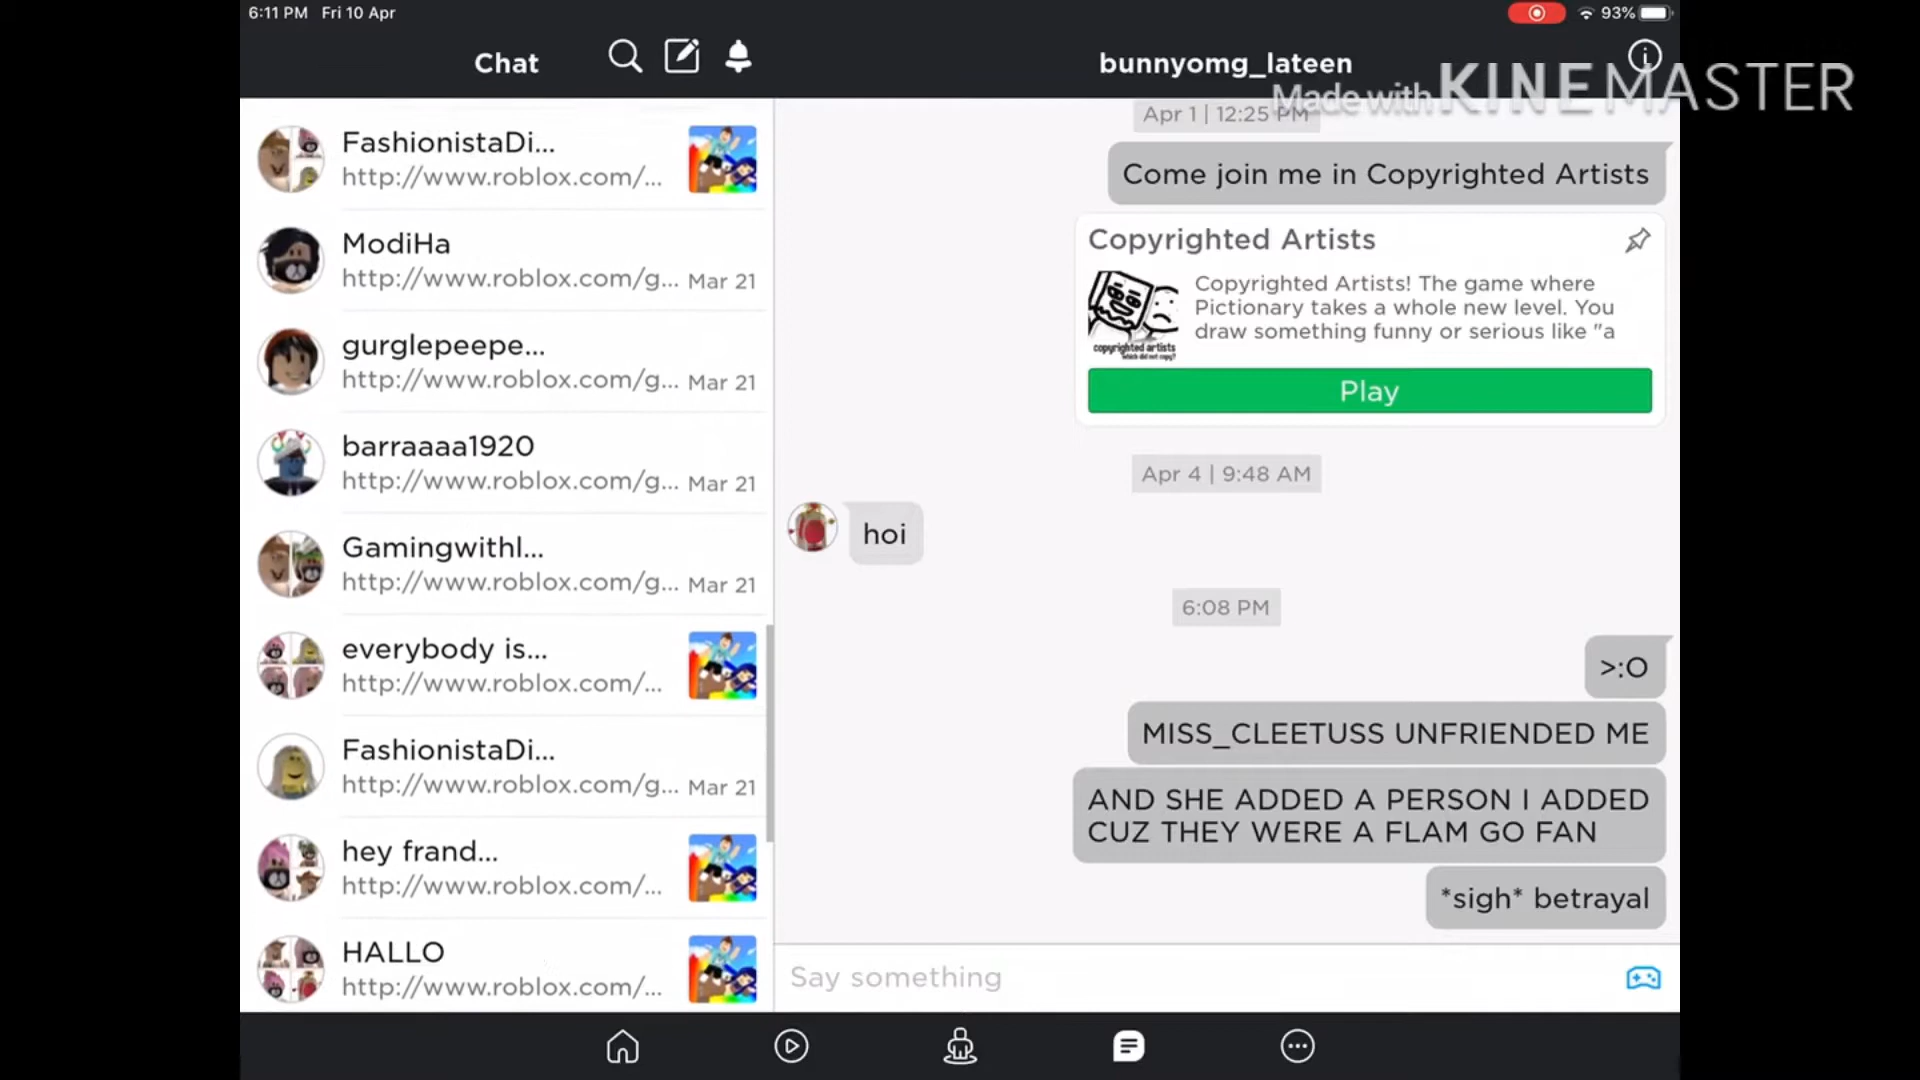 6:11 PM Fri 10 Apr
93%
Chat
bunnyomg_lateen
Made with KINEMASTER
FashionistaDi...
http://www.roblox.com/...
ModiHa
http://www.roblox.com/g... Mar 21
gurglepeepe...
http://www.roblox.com/g... Mar 21
barraaaa1920
http://www.roblox.com/g... Mar 21
Gamingwithl...
http://www.roblox.com/g... Mar 21
everybody is...
http://www.roblox.com/...
FashionistaDi...
http://www.roblox.com/g... Mar 21
hey frand...
http://www.roblox.com/...
HALLO
http://www.roblox.com/...
Apr 1 | 12:25 PM
Come join me in Copyrighted Artists
Copyrighted Artists
Copyrighted Artists! The game where
Pictionary takes a whole new level. You
draw something funny or serious like "a
copyrighted artists
which did not copy?
Play
Apr 4 | 9:48 AM
hoi
6:08 PM
>:O
MISS_CLEETUSS UNFRIENDED ME
AND SHE ADDED A PERSON I ADDED
CUZ THEY WERE A FLAM GO FAN
*sigh* betrayal
Say something